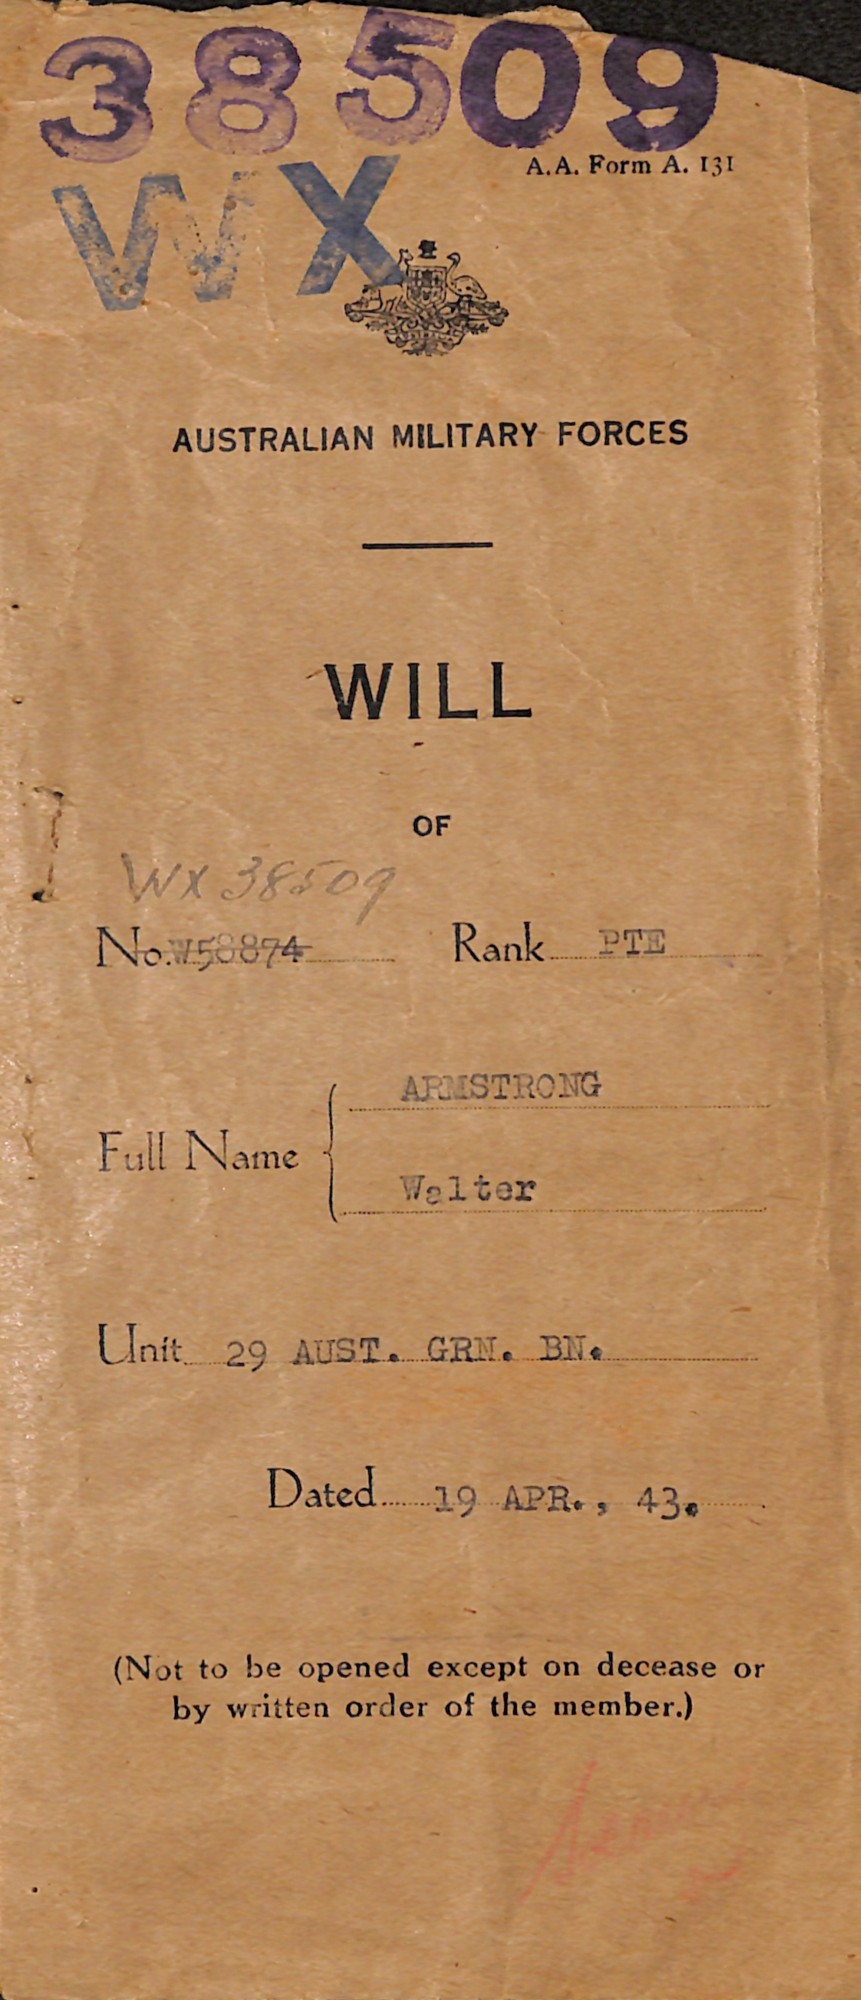 38509
WX
A.A. Form A. 131
AUSTRALIAN MILITARY FORCES
WILL
OF
WX 38509
No. W58874 Rank PTE
ARMSTRONG
Full Name
Walter
Unit 29 AUST. GRN. BN.
Dated 19 APR., 43.
(Not to be opened except on decease or
by written order of the member.)